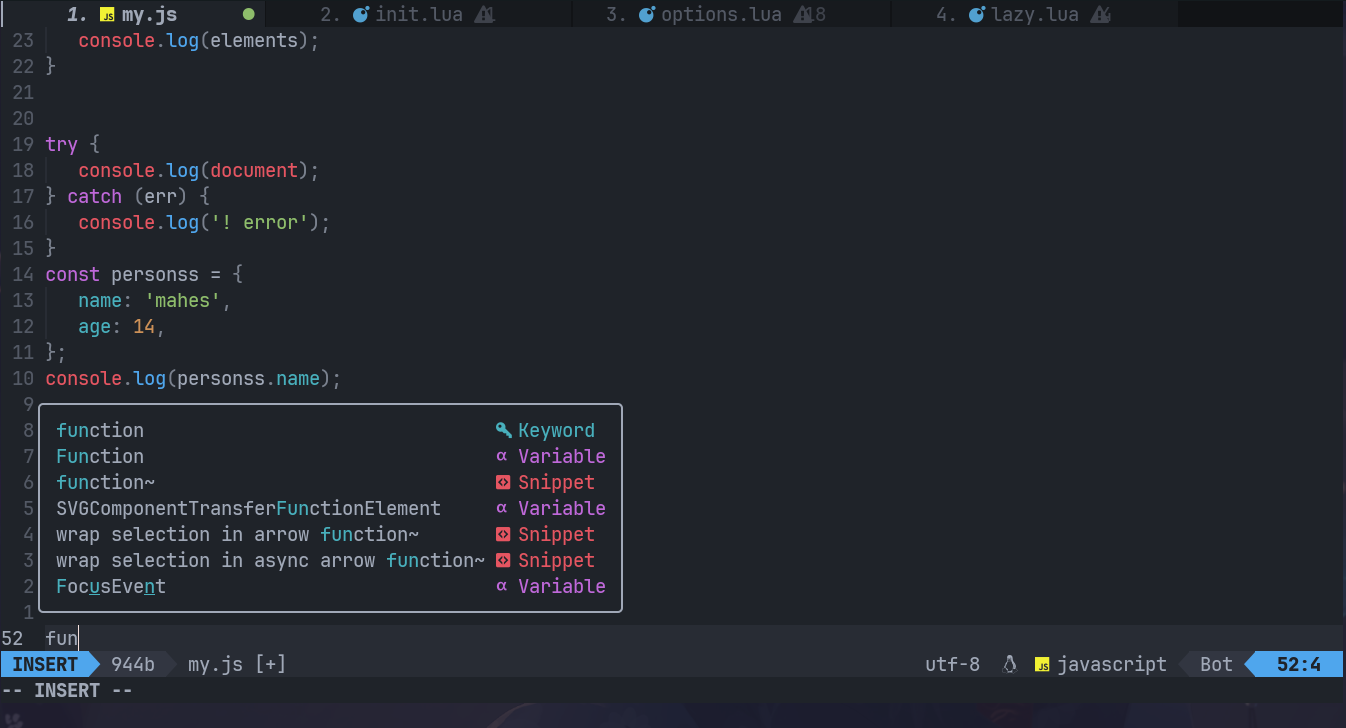 1. JS my.js ● 2. init.lua 1 3. options.lua 18 4. lazy.lua
23 console.log(elements);
22 }
21
20
19 try {
18 console.log(document);
17 } catch (err) {
16 console.log('! error');
15 }
14 const personss = {
13 name: 'mahes',
12 age: 14,
11 };
10 console.log(personss.name);
9
8 function Keyword
7 Function α Variable
6 function~ Snippet
5 SVGComponentTransferFunctionElement α Variable
4 wrap selection in arrow function~ Snippet
3 wrap selection in async arrow function~ Snippet
2 FocusEvent α Variable
1
52 fun
INSERT 944b my.js [+] utf-8 JS javascript Bot 52:4
-- INSERT --